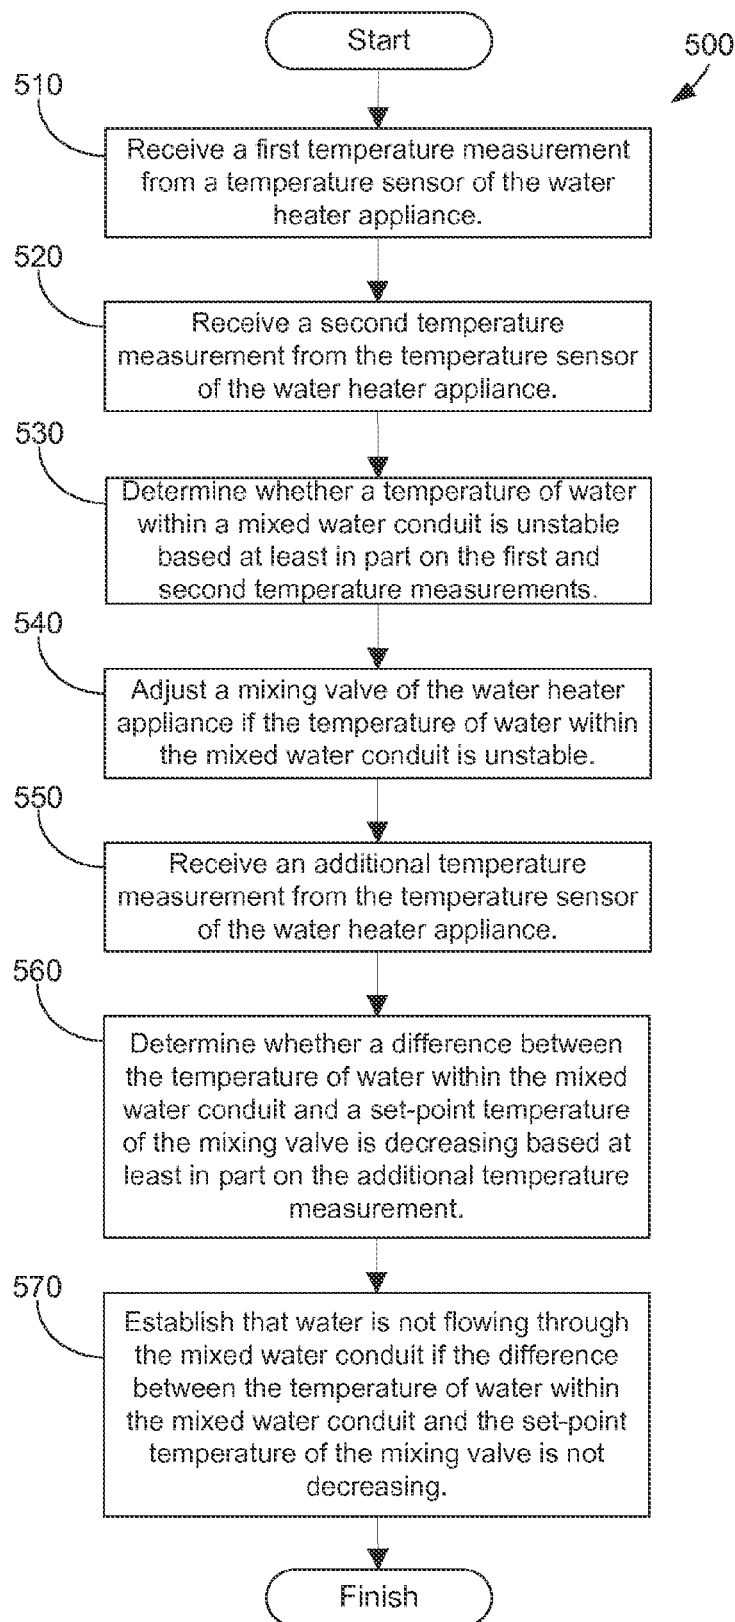 Start
500
510
Receive a first temperature measurement
from a temperature sensor of the water
heater appliance.
520
Receive a second temperature
measurement from the temperature sensor
of the water heater appliance.
530
Determine whether a temperature of water
within a mixed water conduit is unstable
based at least in part on the first and
second temperature measurements.
540
Adjust a mixing valve of the water heater
appliance if the temperature of water within
the mixed water conduit is unstable.
550
Receive an additional temperature
measurement from the temperature sensor
of the water heater appliance.
560
Determine whether a difference between
the temperature of water within the mixed
water conduit and a set-point temperature
of the mixing valve is decreasing based at
least in part on the additional temperature
measurement.
570
Establish that water is not flowing through
the mixed water conduit if the difference
between the temperature of water within
the mixed water conduit and the set-point
temperature of the mixing valve is not
decreasing.
Finish